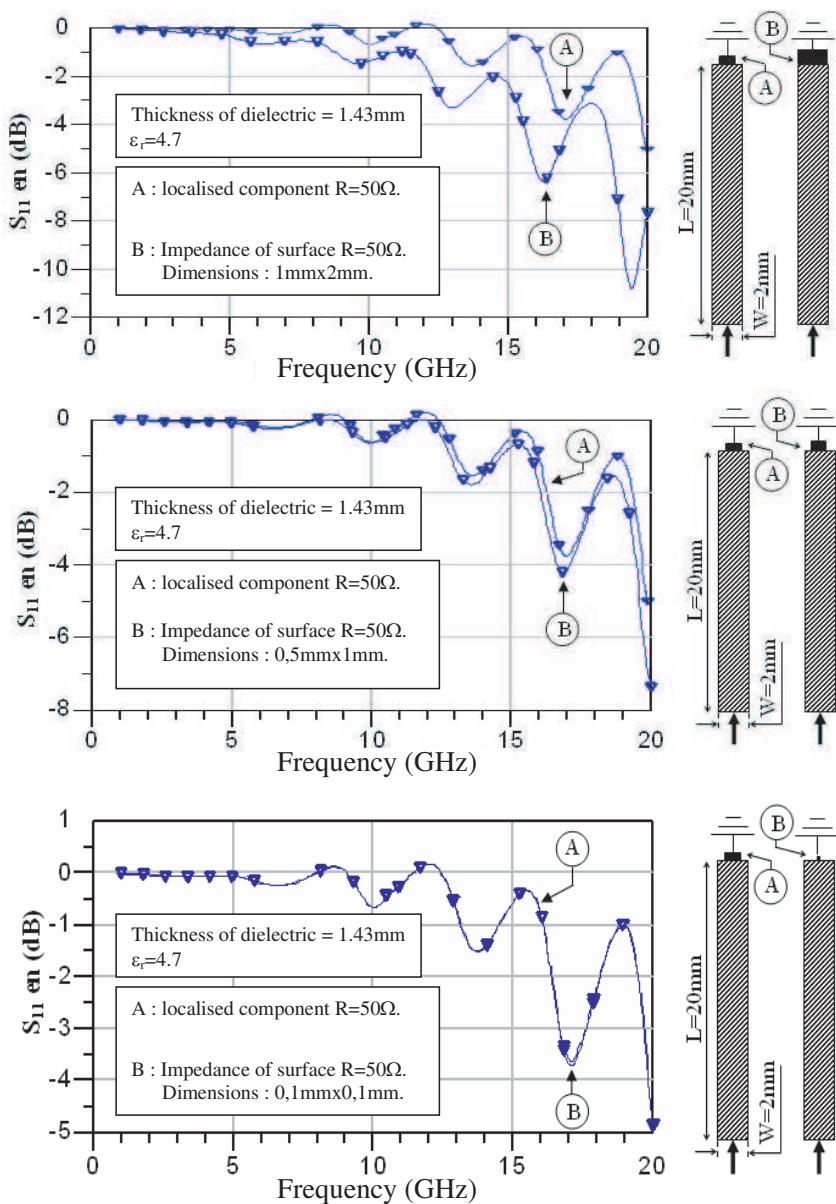 0
-2
-4
-6
-8
-10
-12
S11 en (dB)
Thickness of dielectric = 1.43mm
εr=4.7
A : localised component R=50Ω.
B : Impedance of surface R=50Ω.
Dimensions : 1mmx2mm.
A
B
0 5 10 15 20
Frequency (GHz)
B
A
L=20mm
W=2mm
0
-2
-4
-6
-8
S11 en (dB)
Thickness of dielectric = 1.43mm
εr=4.7
A : localised component R=50Ω.
B : Impedance of surface R=50Ω.
Dimensions : 0,5mmx1mm.
A
B
0 5 10 15 20
Frequency (GHz)
B
A
L=20mm
W=2mm
1
0
-1
-2
-3
-4
-5
S11 en (dB)
Thickness of dielectric = 1.43mm
εr=4.7
A : localised component R=50Ω.
B : Impedance of surface R=50Ω.
Dimensions : 0,1mmx0,1mm.
A
B
0 5 10 15 20
Frequency (GHz)
B
A
L=20mm
W=2mm